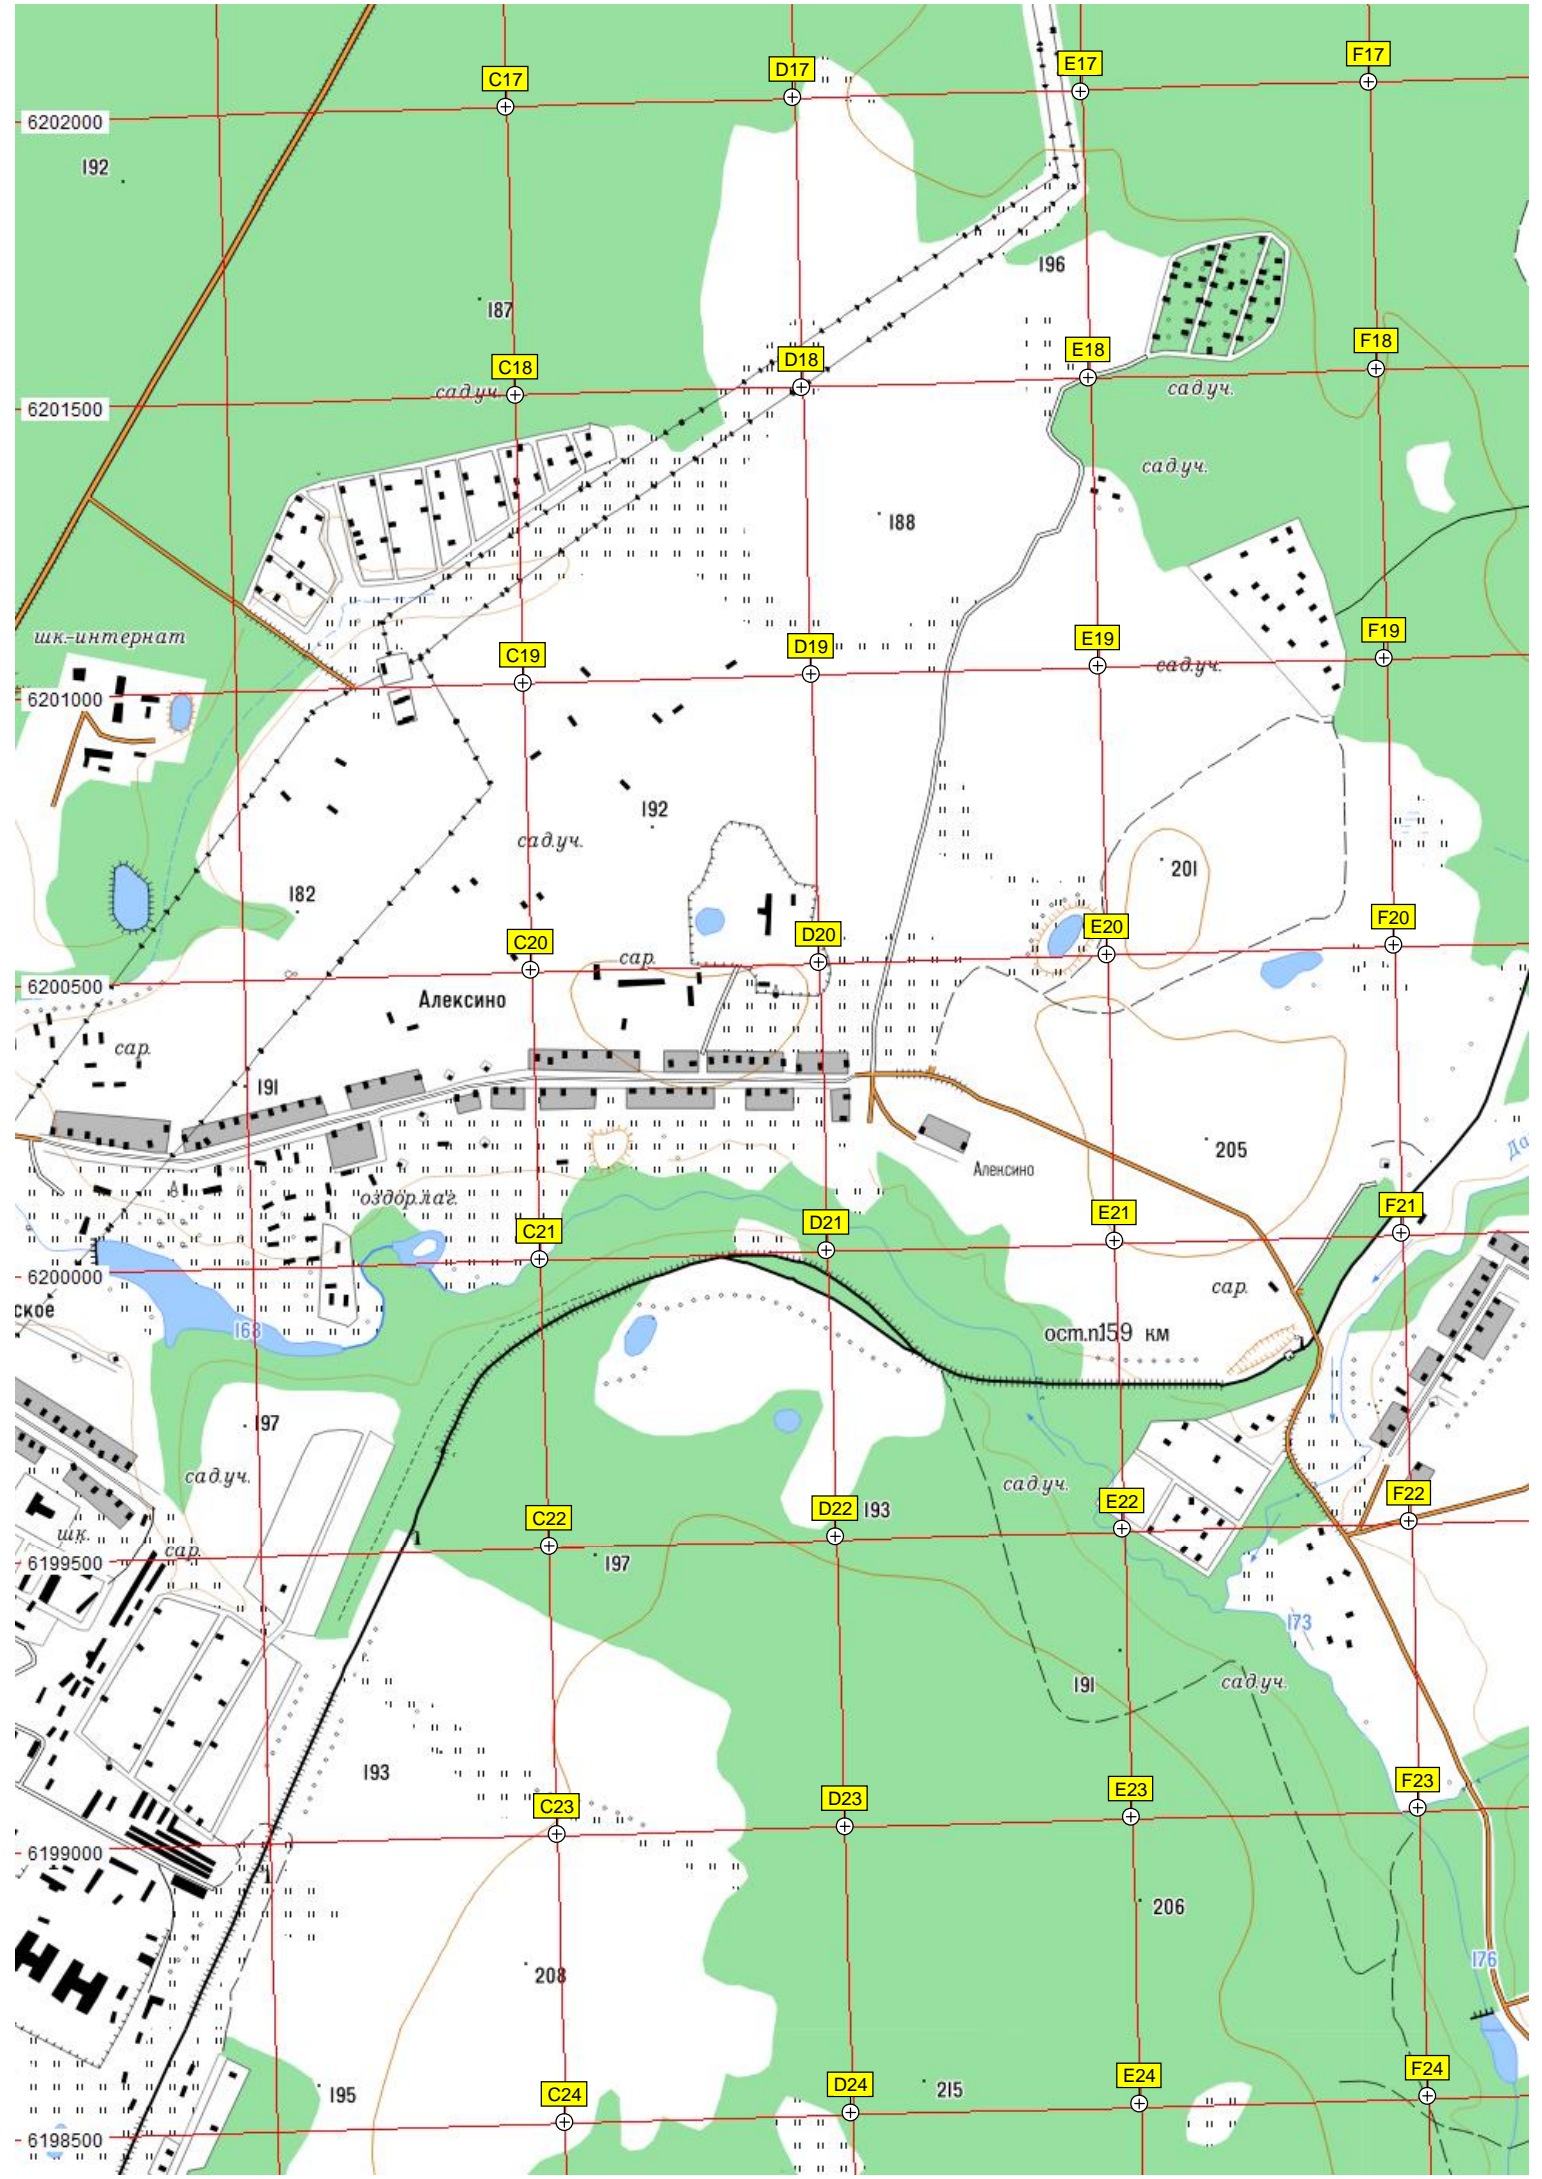 F17
E17
D17
C17
6202000
192
196
187
F18
E18
D18
C18
сад.уч.
сад.уч.
6201500
сад.уч.
188
шк.-интернат
F19
E19
D19
C19
сад.уч.
6201000
192
сад.уч.
201
182
F20
E20
D20
C20
сар.
6200500
Алексино
сар.
191
205
Алексино
Да
оздор.лаг.
F21
E21
D21
C21
6200000
сар.
ское
168
ост.п.159 км
197
сад.уч.
сад.уч.
F22
E22
D22
193
C22
шк.
сар.
6199500
197
173
191
сад.уч.
193
F23
E23
D23
C23
6199000
206
176
208
F24
E24
D24
C24
215
195
6198500